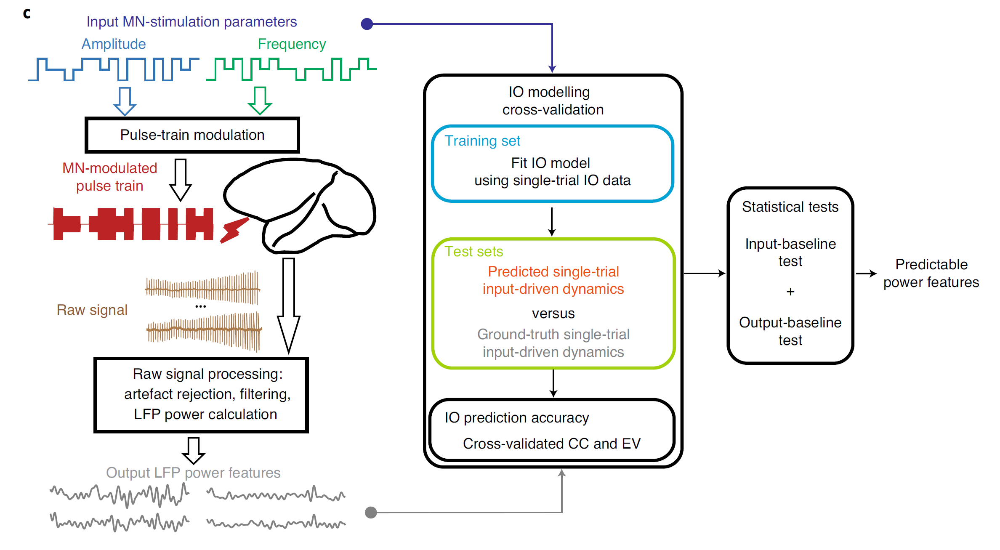 c
Input MN-stimulation parameters
Amplitude
Frequency
Pulse-train modulation
MN-modulated
pulse train
Raw signal
...
Raw signal processing:
artefact rejection, filtering,
LFP power calculation
Output LFP power features
IO modelling
cross-validation
Training set
Fit IO model
using single-trial IO data
Test sets
Predicted single-trial
input-driven dynamics
versus
Ground-truth single-trial
input-driven dynamics
IO prediction accuracy
Cross-validated CC and EV
Statistical tests
Input-baseline
test
+
Output-baseline
test
Predictable
power features